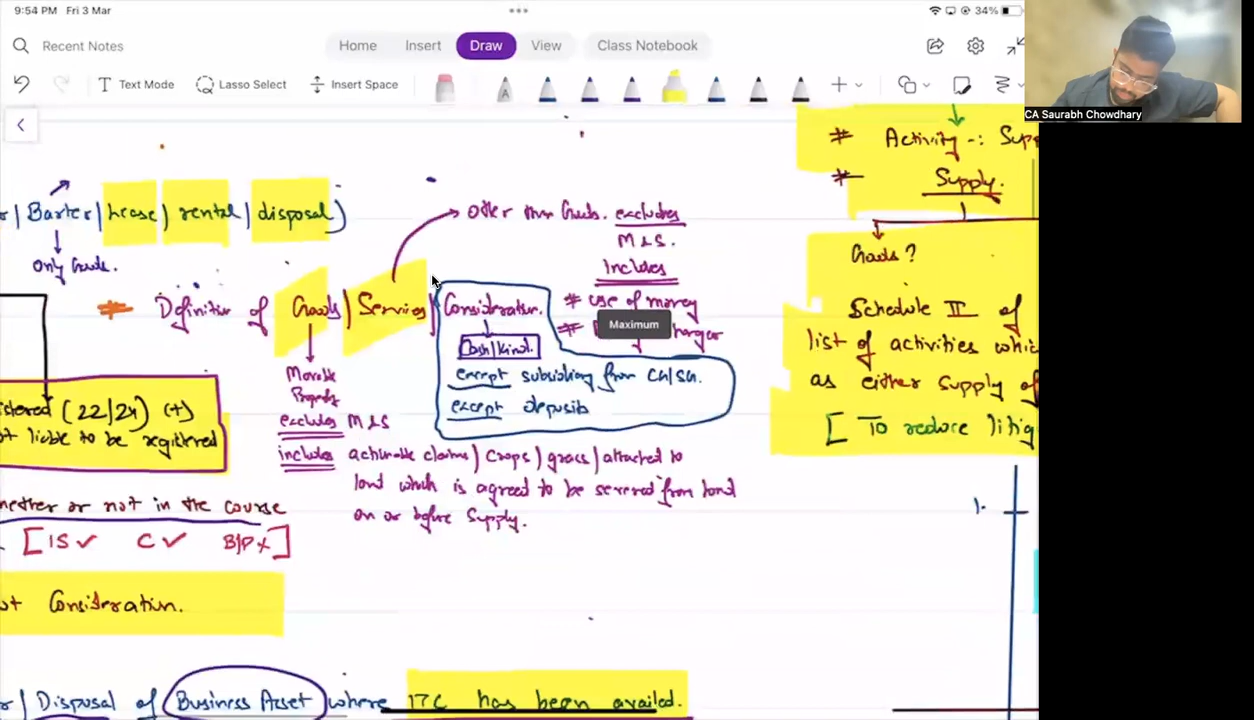 9:54 PM Fri 3 Mar
34%
Recent Notes
Home Insert Draw View Class Notebook
Text Mode Lasso Select Insert Space
CA Saurabh Chowdhary
# Activity -: Sup
* Supply.
Goods?
Schedule II of
list of activities whic
as either supply of
[ To reduce litig
1.
Barter | lease | rental | disposal)
only Goods.
other than Goods. excludes
M & S.
Includes
# use of money
#
Maximum
* Definition of Goods | Services | Consideration.
Cash/kind.
except subsidy from CG/SG.
except deposits
Movable
Property
excludes M & S
includes actionable claims | crops | grass | attached to
land which is agreed to be severed from land
on or before Supply.
istered (22/24) (+)
t liable to be registered
hether or not in the course
[IS ✓ C ✓ B/P x]
ut Consideration.
r | Disposal of Business Asset where ITC has been availed.